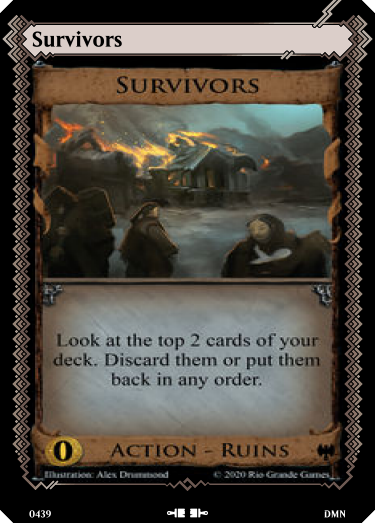 Survivors
SURVIVORS
Look at the top 2 cards of your
deck. Discard them or put them
back in any order.
0 ACTION – RUINS
Illustration: Alex Drummond © 2020 Rio Grande Games
0439 DMN